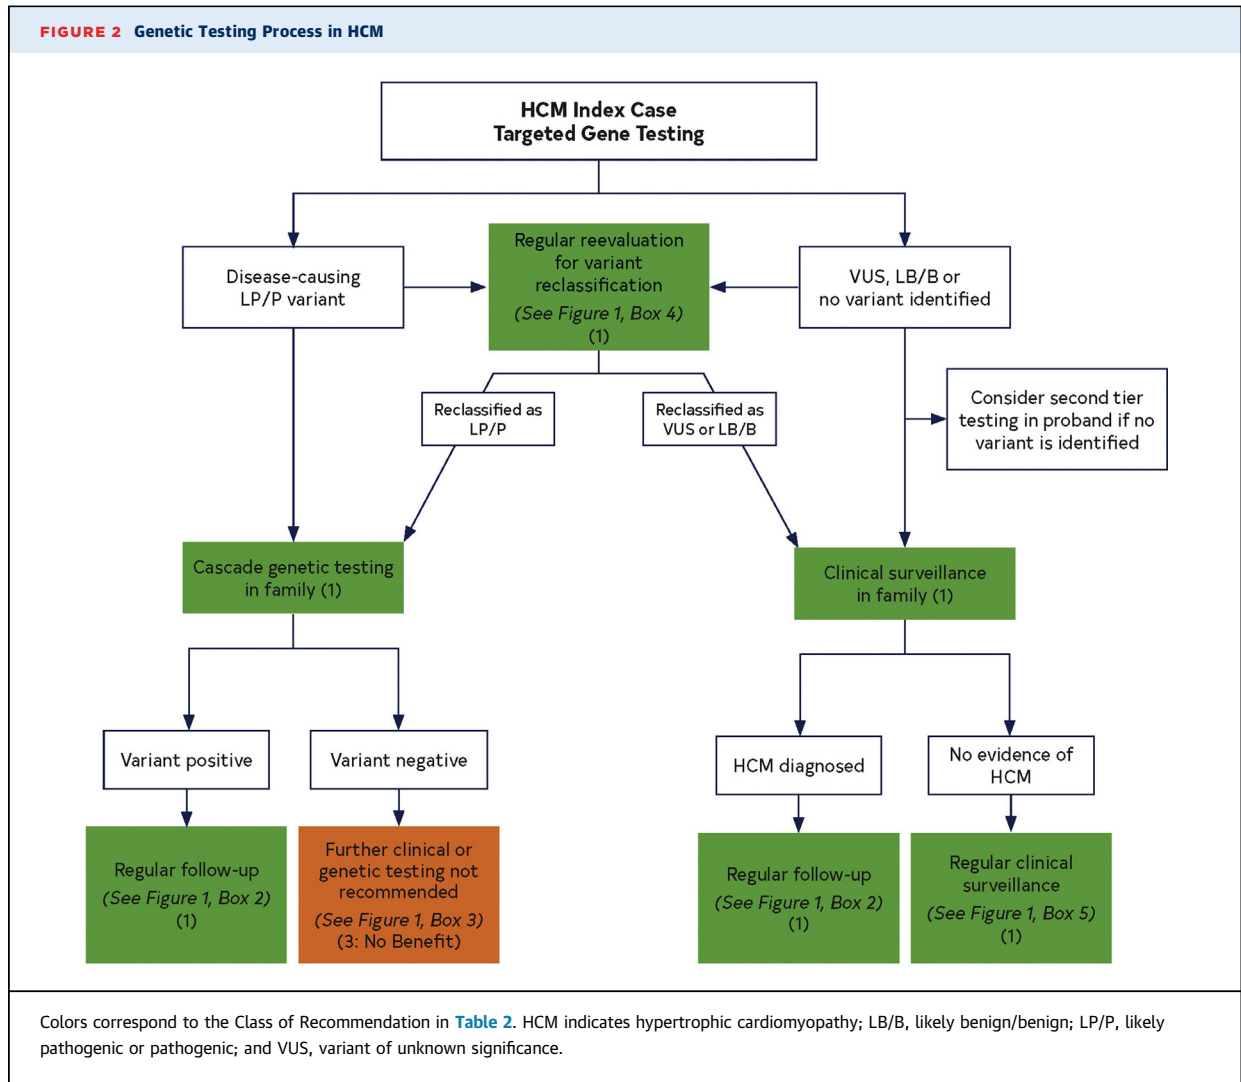 FIGURE 2 Genetic Testing Process in HCM
HCM Index Case
Targeted Gene Testing
Disease-causing
LP/P variant
Regular reevaluation
for variant
reclassification
(See Figure 1, Box 4)
(1)
VUS, LB/B or
no variant identified
Reclassified as
LP/P
Reclassified as
VUS or LB/B
Consider second tier
testing in proband if no
variant is identified
Cascade genetic testing
in family (1)
Clinical surveillance
in family (1)
Variant positive
Variant negative
HCM diagnosed
No evidence of
HCM
Regular follow-up
(See Figure 1, Box 2)
(1)
Further clinical or
genetic testing not
recommended
(See Figure 1, Box 3)
(3: No Benefit)
Regular follow-up
(See Figure 1, Box 2)
(1)
Regular clinical
surveillance
(See Figure 1, Box 5)
(1)
Colors correspond to the Class of Recommendation in Table 2. HCM indicates hypertrophic cardiomyopathy; LB/B, likely benign/benign; LP/P, likely
pathogenic or pathogenic; and VUS, variant of unknown significance.